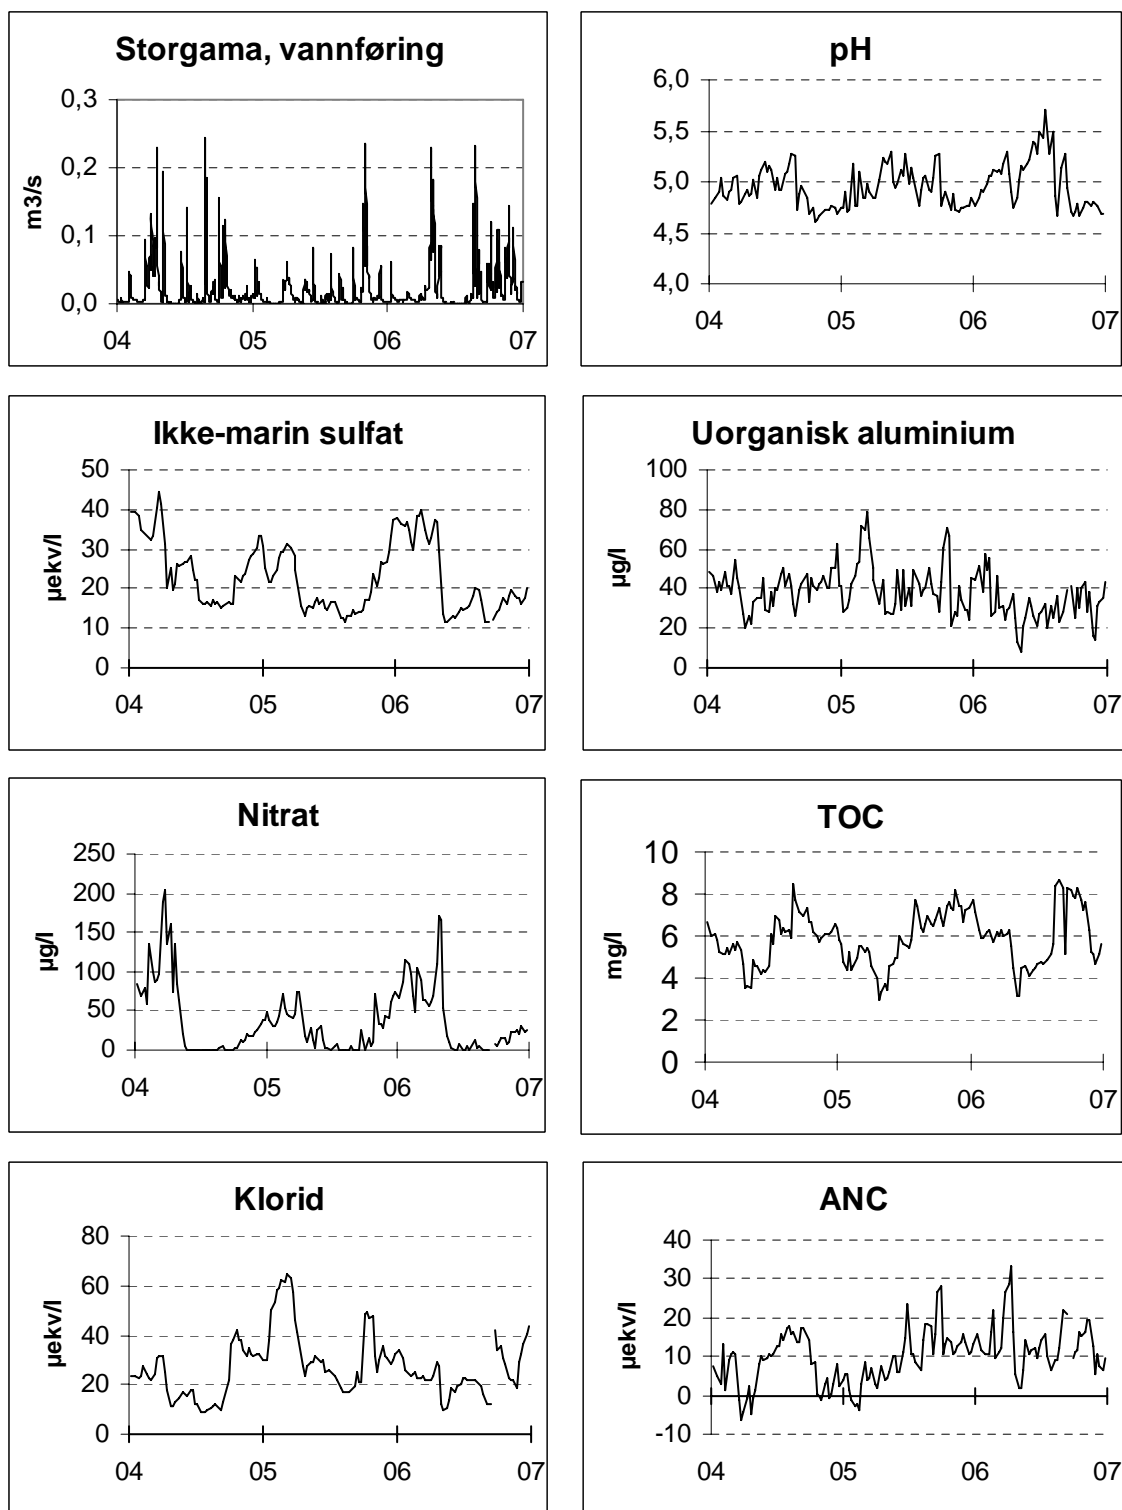 Storgama, vannføring
m3/s
0,3
0,2
0,1
0,0
04 05 06 07
pH
6,0
5,5
5,0
4,5
4,0
04 05 06 07
Ikke-marin sulfat
µekv/l
50
40
30
20
10
0
04 05 06 07
Uorganisk aluminium
µg/l
100
80
60
40
20
0
04 05 06 07
Nitrat
µg/l
250
200
150
100
50
0
04 05 06 07
TOC
mg/l
10
8
6
4
2
0
04 05 06 07
Klorid
µekv/l
80
60
40
20
0
04 05 06 07
ANC
µekv/l
40
30
20
10
0
-10
04 05 06 07